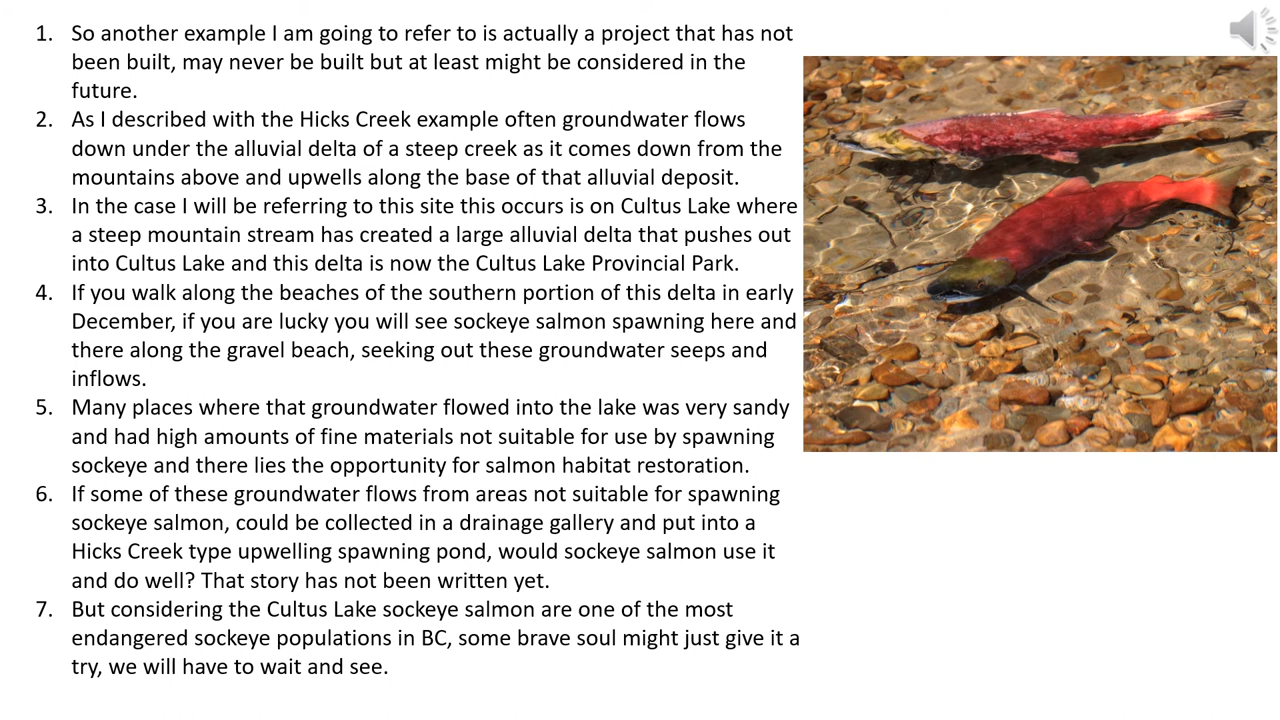 1. So another example I am going to refer to is actually a project that has not
been built, may never be built but at least might be considered in the
future.
2. As I described with the Hicks Creek example often groundwater flows
down under the alluvial delta of a steep creek as it comes down from the
mountains above and upwells along the base of that alluvial deposit.
3. In the case I will be referring to this site this occurs is on Cultus Lake where
a steep mountain stream has created a large alluvial delta that pushes out
into Cultus Lake and this delta is now the Cultus Lake Provincial Park.
4. If you walk along the beaches of the southern portion of this delta in early
December, if you are lucky you will see sockeye salmon spawning here and
there along the gravel beach, seeking out these groundwater seeps and
inflows.
5. Many places where that groundwater flowed into the lake was very sandy
and had high amounts of fine materials not suitable for use by spawning
sockeye and there lies the opportunity for salmon habitat restoration.
6. If some of these groundwater flows from areas not suitable for spawning
sockeye salmon, could be collected in a drainage gallery and put into a
Hicks Creek type upwelling spawning pond, would sockeye salmon use it
and do well? That story has not been written yet.
7. But considering the Cultus Lake sockeye salmon are one of the most
endangered sockeye populations in BC, some brave soul might just give it a
try, we will have to wait and see.